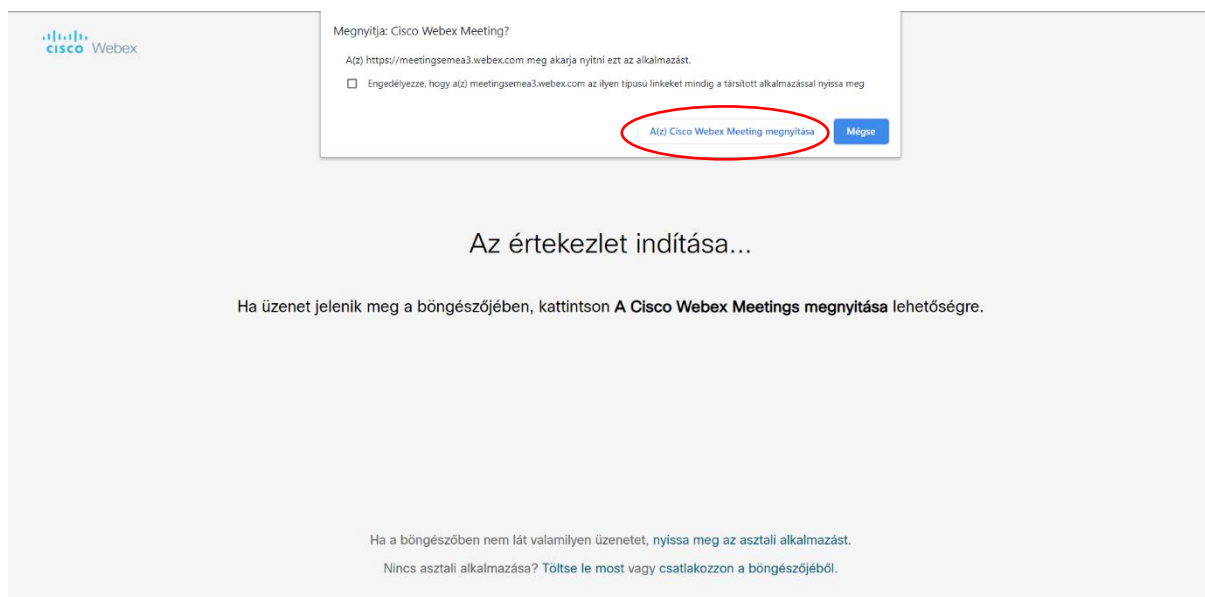 cisco Webex
Megnyitja: Cisco Webex Meeting?
A(z) https://meetingsemea3.webex.com meg akarja nyitni ezt az alkalmazást.
Engedélyezze, hogy a(z) meetingsemea3.webex.com az ilyen típusú linkeket mindig a társított alkalmazással nyissa meg
A(z) Cisco Webex Meeting megnyitása Mégse
Az értekezlet indítása...
Ha üzenet jelenik meg a böngészőjében, kattintson A Cisco Webex Meetings megnyitása lehetőségre.
Ha a böngészőben nem lát valamilyen üzenetet, nyissa meg az asztali alkalmazást.
Nincs asztali alkalmazása? Töltse le most vagy csatlakozzon a böngészőjéből.